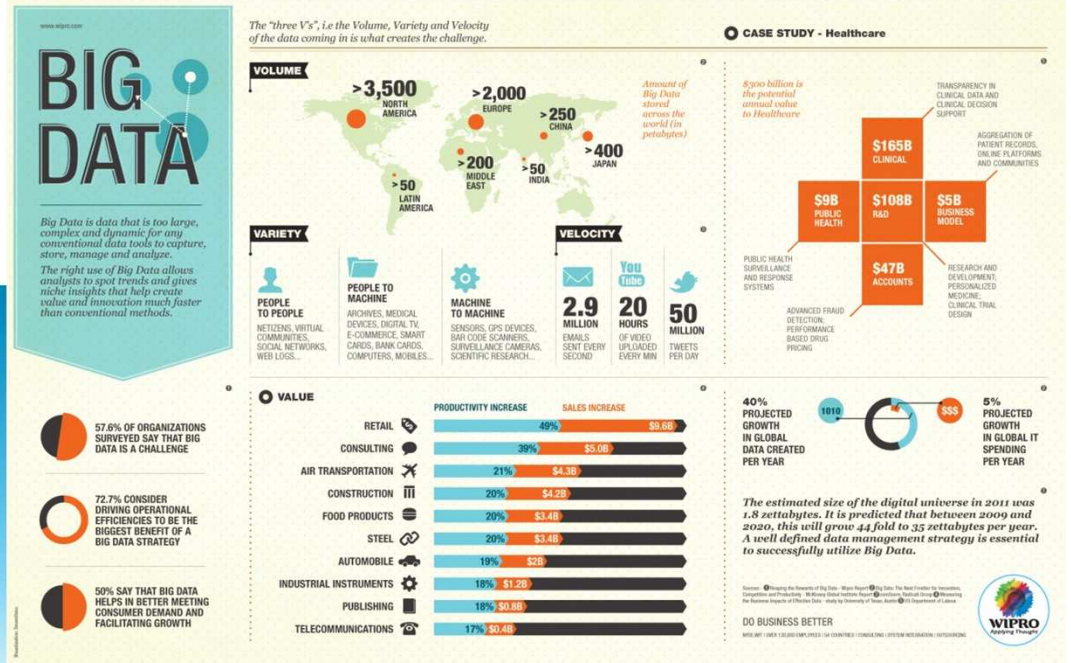 www.wipro.com
BIG
DATA
Big Data is data that is too large,
complex and dynamic for any
conventional data tools to capture,
store, manage and analyze.
The right use of Big Data allows
analysts to spot trends and gives
niche insights that help create
value and innovation much faster
than conventional methods.
The "three V's", i.e the Volume, Variety and Velocity
of the data coming in is what creates the challenge.
VOLUME
>3,500
NORTH
AMERICA
>2,000
EUROPE
>250
CHINA
>400
JAPAN
>200
MIDDLE
EAST
>50
INDIA
>50
LATIN
AMERICA
Amount of
Big Data
stored
across the
world (in
petabytes)
VARIETY
PEOPLE
TO PEOPLE
NETIZENS, VIRTUAL
COMMUNITIES,
SOCIAL NETWORKS,
WEB LOGS...
PEOPLE TO
MACHINE
ARCHIVES, MEDICAL
DEVICES, DIGITAL TV,
E-COMMERCE, SMART
CARDS, BANK CARDS,
COMPUTERS, MOBILES...
MACHINE
TO MACHINE
SENSORS, GPS DEVICES,
BAR CODE SCANNERS,
SURVEILLANCE CAMERAS,
SCIENTIFIC RESEARCH...
VELOCITY
2.9
MILLION
EMAILS
SENT EVERY
SECOND
You
Tube
20
HOURS
OF VIDEO
UPLOADED
EVERY MIN
50
MILLION
TWEETS
PER DAY
CASE STUDY - Healthcare
$300 billion is
the potential
annual value
to Healthcare
TRANSPARENCY IN
CLINICAL DATA AND
CLINICAL DECISION
SUPPORT
AGGREGATION OF
PATIENT RECORDS,
ONLINE PLATFORMS
AND COMMUNITIES
$165B
CLINICAL
$9B
PUBLIC
HEALTH
$108B
R&D
$5B
BUSINESS
MODEL
$47B
ACCOUNTS
PUBLIC HEALTH
SURVEILLANCE
AND RESPONSE
SYSTEMS
ADVANCED FRAUD
DETECTION;
PERFORMANCE
BASED DRUG
PRICING
RESEARCH AND
DEVELOPMENT;
PERSONALIZED
MEDICINE;
CLINICAL TRIAL
DESIGN
57.6% OF ORGANIZATIONS
SURVEYED SAY THAT BIG
DATA IS A CHALLENGE
72.7% CONSIDER
DRIVING OPERATIONAL
EFFICIENCIES TO BE THE
BIGGEST BENEFIT OF A
BIG DATA STRATEGY
50% SAY THAT BIG DATA
HELPS IN BETTER MEETING
CONSUMER DEMAND AND
FACILITATING GROWTH
VALUE
PRODUCTIVITY INCREASE SALES INCREASE
RETAIL 49% $9.6B
CONSULTING 39% $5.0B
AIR TRANSPORTATION 21% $4.3B
CONSTRUCTION 20% $4.2B
FOOD PRODUCTS 20% $3.4B
STEEL 20% $3.4B
AUTOMOBILE 19% $2B
INDUSTRIAL INSTRUMENTS 18% $1.2B
PUBLISHING 18% $0.8B
TELECOMMUNICATIONS 17% $0.4B
40%
PROJECTED
GROWTH
IN GLOBAL
DATA CREATED
PER YEAR
1010
$$$
5%
PROJECTED
GROWTH
IN GLOBAL IT
SPENDING
PER YEAR
The estimated size of the digital universe in 2011 was
1.8 zettabytes. It is predicted that between 2009 and
2020, this will grow 44 fold to 35 zettabytes per year.
A well defined data management strategy is essential
to successfully utilize Big Data.
DO BUSINESS BETTER
WIPRO
Applying Thought